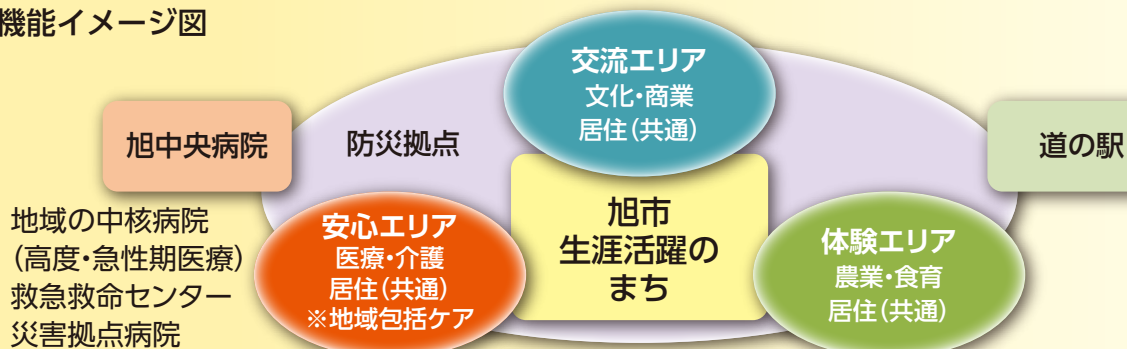 機能イメージ図
交流エリア
文化・商業
居住(共通)
旭中央病院
防災拠点
道の駅
地域の中核病院
(高度・急性期医療)
救急救命センター
災害拠点病院
安心エリア
医療・介護
居住(共通)
※地域包括ケア
旭市
生涯活躍の
まち
体験エリア
農業・食育
居住(共通)